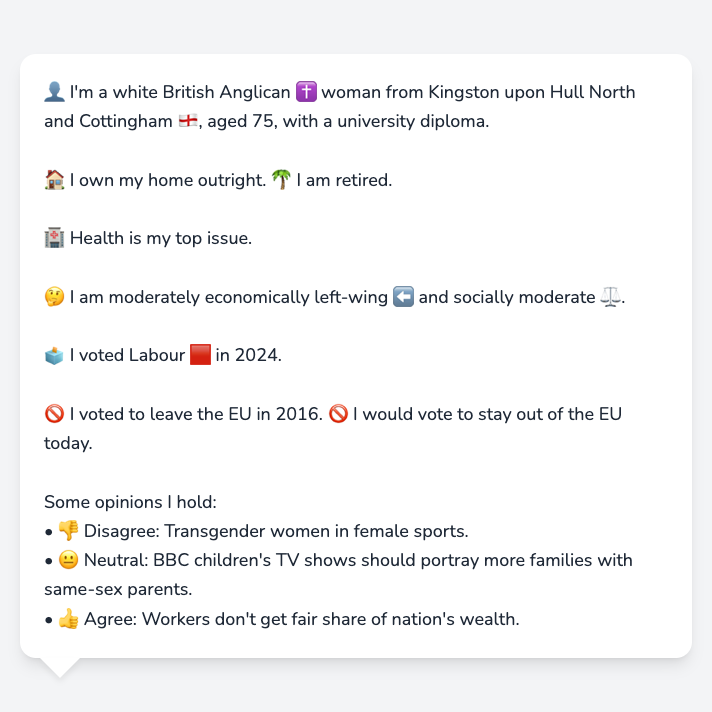 👤 I'm a white British Anglican ✝️ woman from Kingston upon Hull North
and Cottingham 🏴󠁧󠁢󠁥󠁮󠁧󠁿, aged 75, with a university diploma.
🏠 I own my home outright. 🌴 I am retired.
🏥 Health is my top issue.
🤔 I am moderately economically left-wing ⬅️ and socially moderate ⚖️.
🗳️ I voted Labour 🟥 in 2024.
🚫 I voted to leave the EU in 2016. 🚫 I would vote to stay out of the EU
today.
Some opinions I hold:
• 👎 Disagree: Transgender women in female sports.
• 😐 Neutral: BBC children's TV shows should portray more families with
same-sex parents.
• 👍 Agree: Workers don't get fair share of nation's wealth.